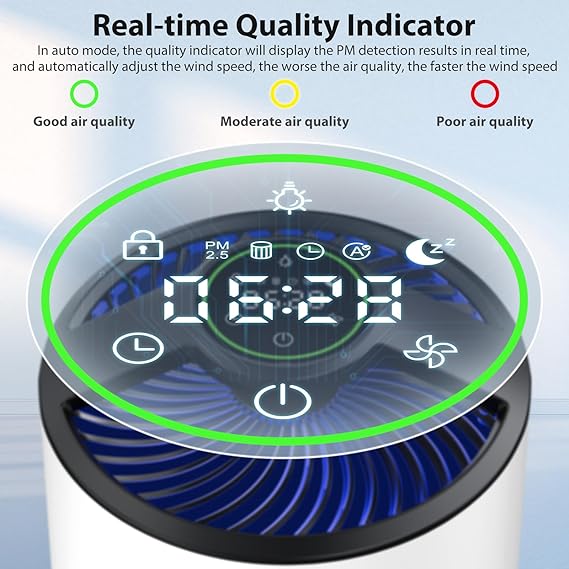 Real-time Quality Indicator
In auto mode, the quality indicator will display the PM detection results in real time,
and automatically adjust the wind speed, the worse the air quality, the faster the wind speed
Good air quality
Moderate air quality
Poor air quality
z z z
PM
2.5
A
06:28